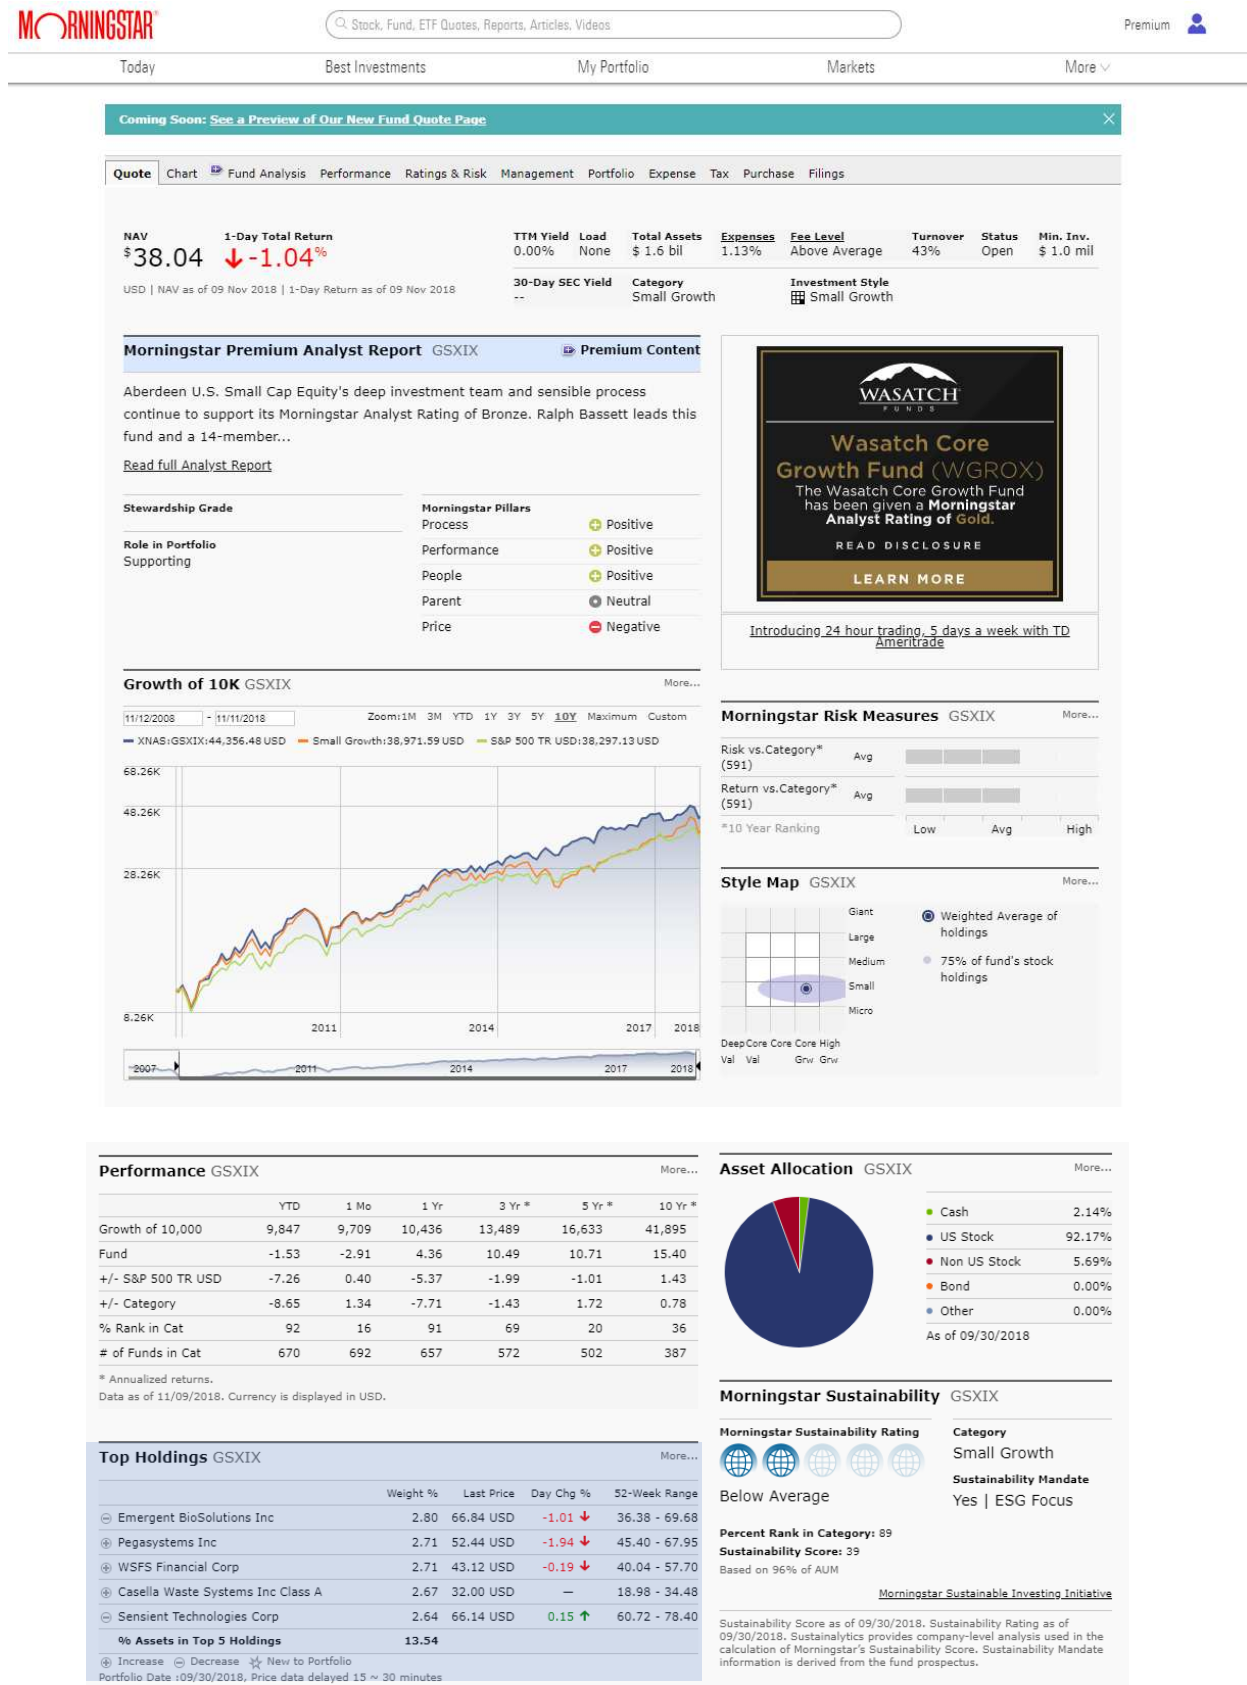 MORNINGSTAR
Stock, Fund, ETF Quotes, Reports, Articles, Videos
Premium
Today Best Investments My Portfolio Markets More
Coming Soon: See a Preview of Our New Fund Quote Page
Quote Chart Fund Analysis Performance Ratings & Risk Management Portfolio Expense Tax Purchase Filings
NAV 1-Day Total Return
$38.04 -1.04%
USD | NAV as of 09 Nov 2018 | 1-Day Return as of 09 Nov 2018
TTM Yield Load Total Assets Expenses Fee Level Turnover Status Min. Inv.
0.00% None $ 1.6 bil 1.13% Above Average 43% Open $ 1.0 mil
30-Day SEC Yield Category Investment Style
-- Small Growth Small Growth
Morningstar Premium Analyst Report GSXIX Premium Content
Aberdeen U.S. Small Cap Equity's deep investment team and sensible process
continue to support its Morningstar Analyst Rating of Bronze. Ralph Bassett leads this
fund and a 14-member...
Read full Analyst Report
Stewardship Grade
Role in Portfolio
Supporting
Morningstar Pillars
Process Positive
Performance Positive
People Positive
Parent Neutral
Price Negative
WASATCH
FUNDS
Wasatch Core
Growth Fund (WGROX)
The Wasatch Core Growth Fund
has been given a Morningstar
Analyst Rating of Gold.
READ DISCLOSURE
LEARN MORE
Introducing 24 hour trading, 5 days a week with TD
Ameritrade
Growth of 10K GSXIX More...
11/12/2008 - 11/11/2018 Zoom:1M 3M YTD 1Y 3Y 5Y 10Y Maximum Custom
XNAS:GSXIX:44,356.48 USD Small Growth:38,971.59 USD S&P 500 TR USD:38,297.13 USD
68.26K
48.26K
28.26K
8.26K
2011 2014 2017 2018
2007 2011 2014 2017 2018
Morningstar Risk Measures GSXIX More...
Risk vs.Category*
(591)
Avg
Return vs.Category*
(591)
Avg
*10 Year Ranking Low Avg High
Style Map GSXIX More...
Giant
Large
Medium
Small
Micro
Deep Core Core Core High
Val Val Grw Grw
Weighted Average of
holdings
75% of fund's stock
holdings
Performance GSXIX More...
YTD 1 Mo 1 Yr 3 Yr * 5 Yr * 10 Yr *
Growth of 10,000 9,847 9,709 10,436 13,489 16,633 41,895
Fund -1.53 -2.91 4.36 10.49 10.71 15.40
+/- S&P 500 TR USD -7.26 0.40 -5.37 -1.99 -1.01 1.43
+/- Category -8.65 1.34 -7.71 -1.43 1.72 0.78
% Rank in Cat 92 16 91 69 20 36
# of Funds in Cat 670 692 657 572 502 387
* Annualized returns.
Data as of 11/09/2018. Currency is displayed in USD.
Asset Allocation GSXIX More...
Cash 2.14%
US Stock 92.17%
Non US Stock 5.69%
Bond 0.00%
Other 0.00%
As of 09/30/2018
Top Holdings GSXIX More...
Weight % Last Price Day Chg % 52-Week Range
Emergent BioSolutions Inc 2.80 66.84 USD -1.01 36.38 - 69.68
Pegasystems Inc 2.71 52.44 USD -1.94 45.40 - 67.95
WSFS Financial Corp 2.71 43.12 USD -0.19 40.04 - 57.70
Casella Waste Systems Inc Class A 2.67 32.00 USD — 18.98 - 34.48
Sensient Technologies Corp 2.64 66.14 USD 0.15 60.72 - 78.40
% Assets in Top 5 Holdings 13.54
Increase Decrease New to Portfolio
Portfolio Date :09/30/2018, Price data delayed 15 ~ 30 minutes
Morningstar Sustainability GSXIX
Morningstar Sustainability Rating
Below Average
Category
Small Growth
Sustainability Mandate
Yes | ESG Focus
Percent Rank in Category: 89
Sustainability Score: 39
Based on 96% of AUM
Morningstar Sustainable Investing Initiative
Sustainability Score as of 09/30/2018. Sustainability Rating as of
09/30/2018. Sustainalytics provides company-level analysis used in the
calculation of Morningstar's Sustainability Score. Sustainability Mandate
information is derived from the fund prospectus.